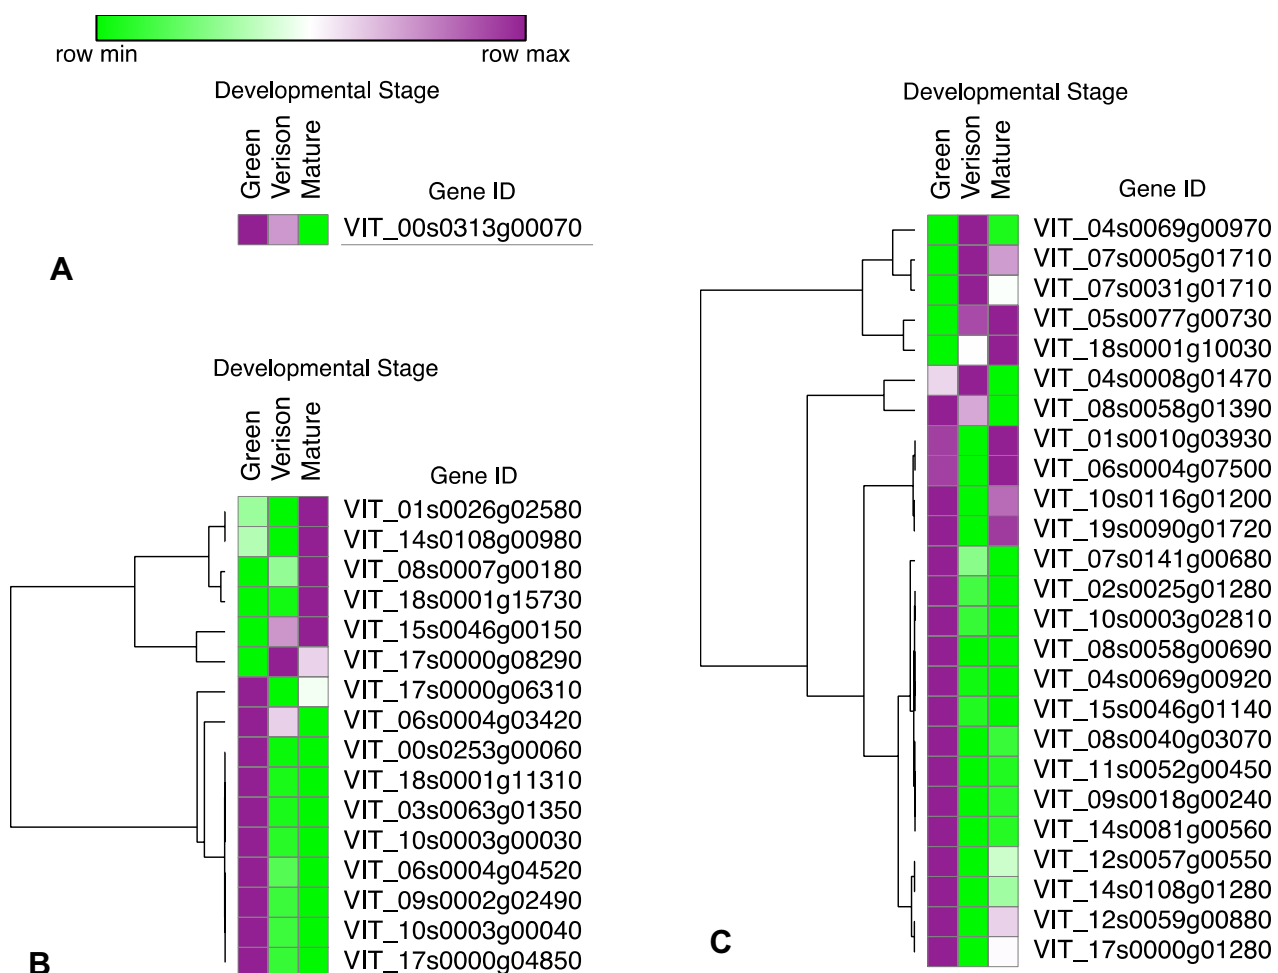 row min
row max
Developmental Stage
Green
Verison
Mature
Gene ID
VIT_00s0313g00070
A
Developmental Stage
Green
Verison
Mature
Gene ID
VIT_01s0026g02580
VIT_14s0108g00980
VIT_08s0007g00180
VIT_18s0001g15730
VIT_15s0046g00150
VIT_17s0000g08290
VIT_17s0000g06310
VIT_06s0004g03420
VIT_00s0253g00060
VIT_18s0001g11310
VIT_03s0063g01350
VIT_10s0003g00030
VIT_06s0004g04520
VIT_09s0002g02490
VIT_10s0003g00040
VIT_17s0000g04850
B
Developmental Stage
Green
Verison
Mature
Gene ID
VIT_04s0069g00970
VIT_07s0005g01710
VIT_07s0031g01710
VIT_05s0077g00730
VIT_18s0001g10030
VIT_04s0008g01470
VIT_08s0058g01390
VIT_01s0010g03930
VIT_06s0004g07500
VIT_10s0116g01200
VIT_19s0090g01720
VIT_07s0141g00680
VIT_02s0025g01280
VIT_10s0003g02810
VIT_08s0058g00690
VIT_04s0069g00920
VIT_15s0046g01140
VIT_08s0040g03070
VIT_11s0052g00450
VIT_09s0018g00240
VIT_14s0081g00560
VIT_12s0057g00550
VIT_14s0108g01280
VIT_12s0059g00880
VIT_17s0000g01280
C